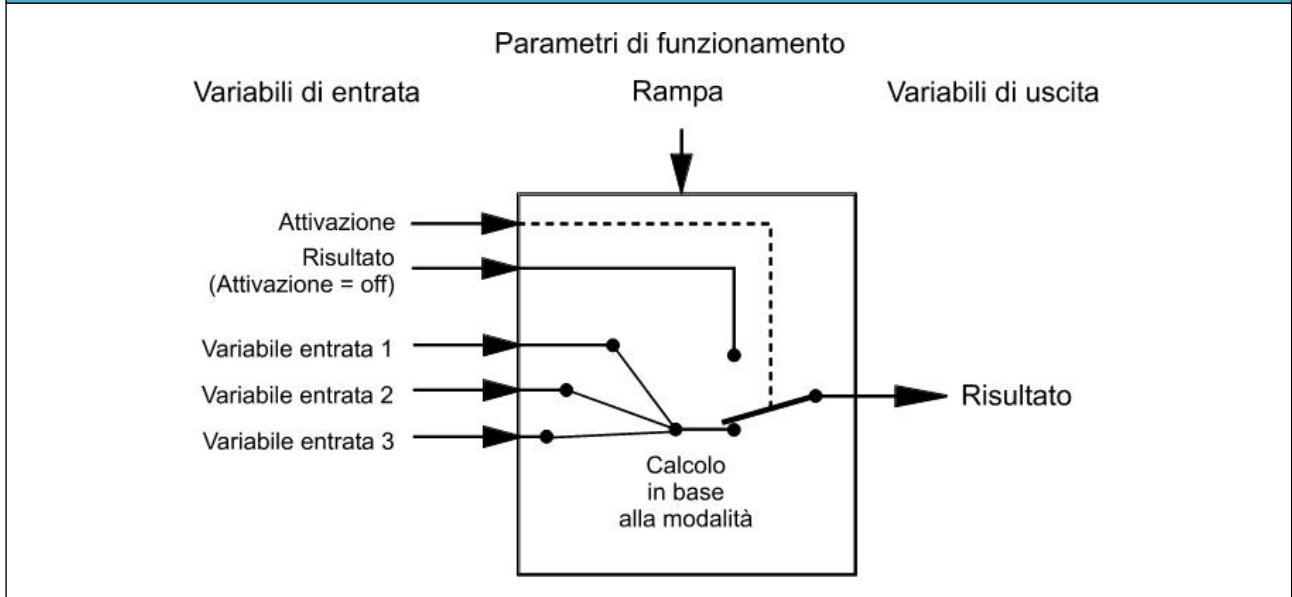 Parametri di funzionamento
Variabili di entrata
Rampa
Variabili di uscita
Attivazione
Risultato
(Attivazione = off)
Variabile entrata 1
Variabile entrata 2
Variabile entrata 3
Risultato
Calcolo
in base
alla modalità